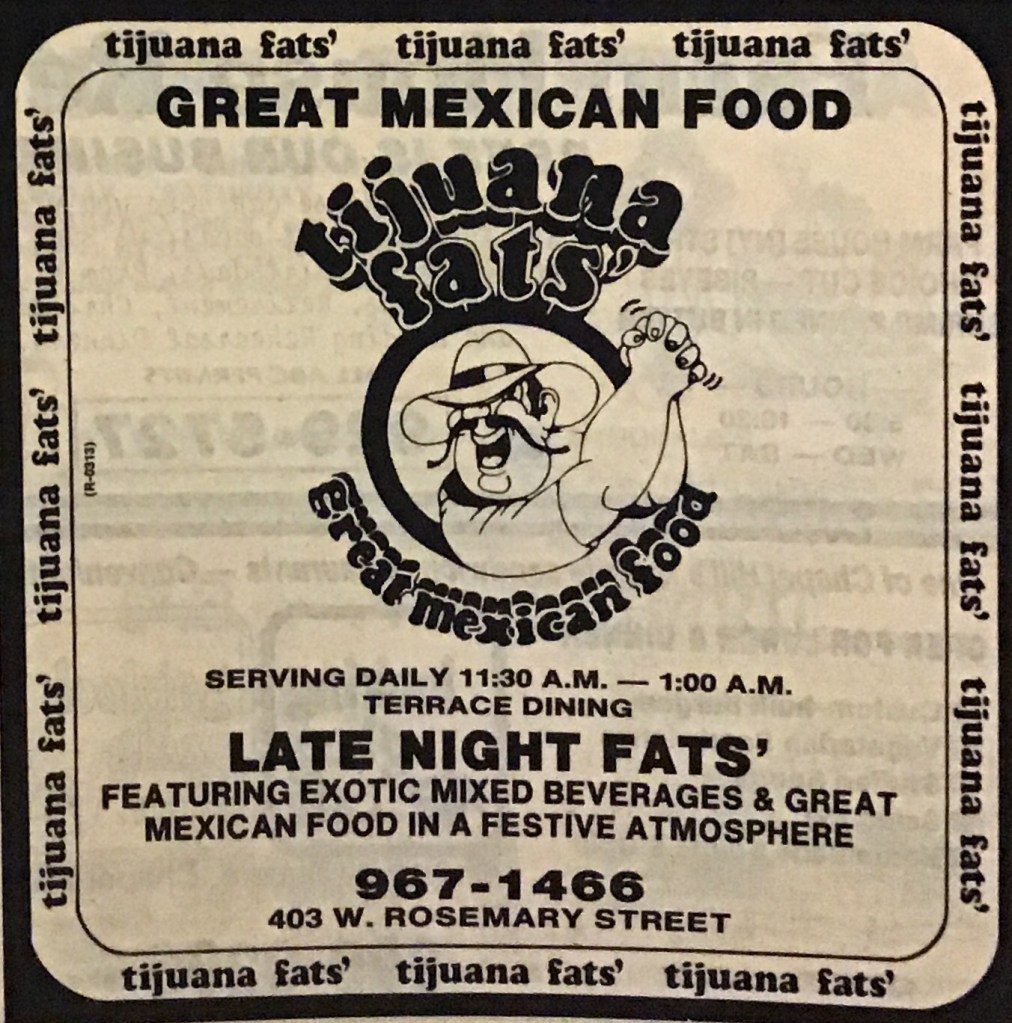 tijuana fats' tijuana fats' tijuana fats'
GREAT MEXICAN FOOD
tijuana
fats'
great mexican food
SERVING DAILY 11:30 A.M. — 1:00 A.M.
TERRACE DINING
LATE NIGHT FATS'
FEATURING EXOTIC MIXED BEVERAGES & GREAT
MEXICAN FOOD IN A FESTIVE ATMOSPHERE
967-1466
403 W. ROSEMARY STREET
(R-0313)
tijuana fats' tijuana fats' tijuana fats'
tijuana fats' tijuana fats' tijuana fats'
tijuana fats' tijuana fats' tijuana fats'